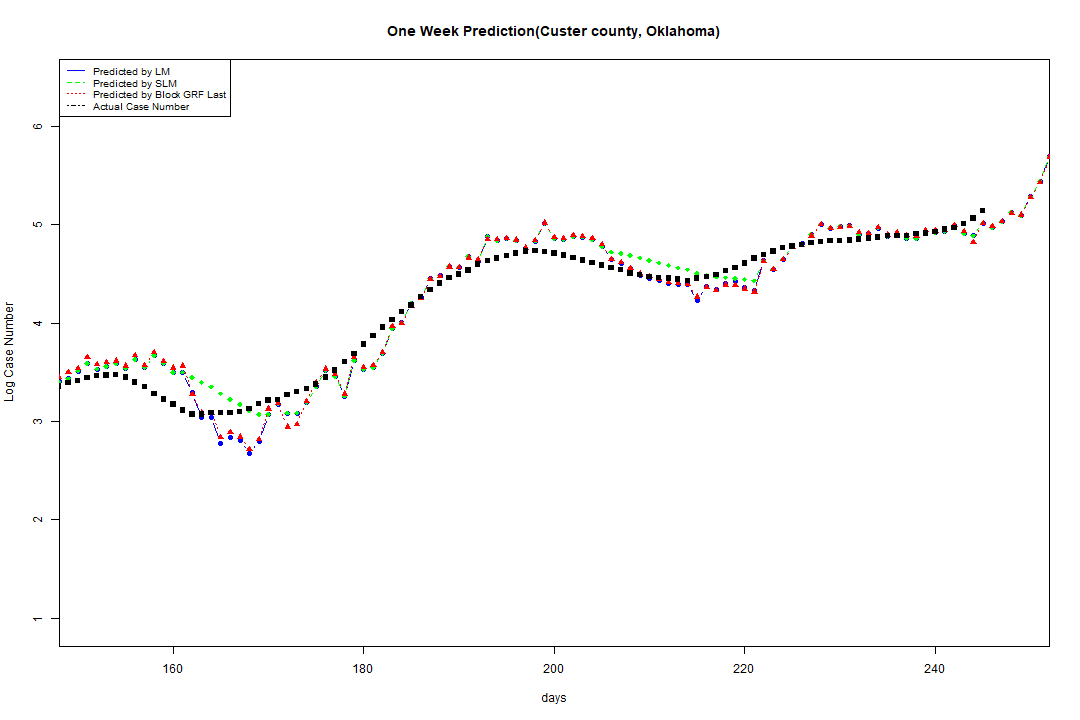 One Week Prediction(Custer county, Oklahoma)
Predicted by LM
Predicted by SLM
Predicted by Block GRF Last
Actual Case Number
6
5
4
3
2
1
Log Case Number
160 180 200 220 240
days